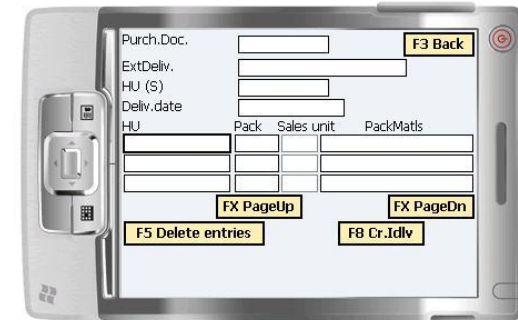 Purch.Doc. F3 Back
ExtDeliv.
HU (S)
Deliv.date
HU Pack Sales unit PackMatls
FX PageUp FX PageDn
F5 Delete entries F8 Cr.Idlv